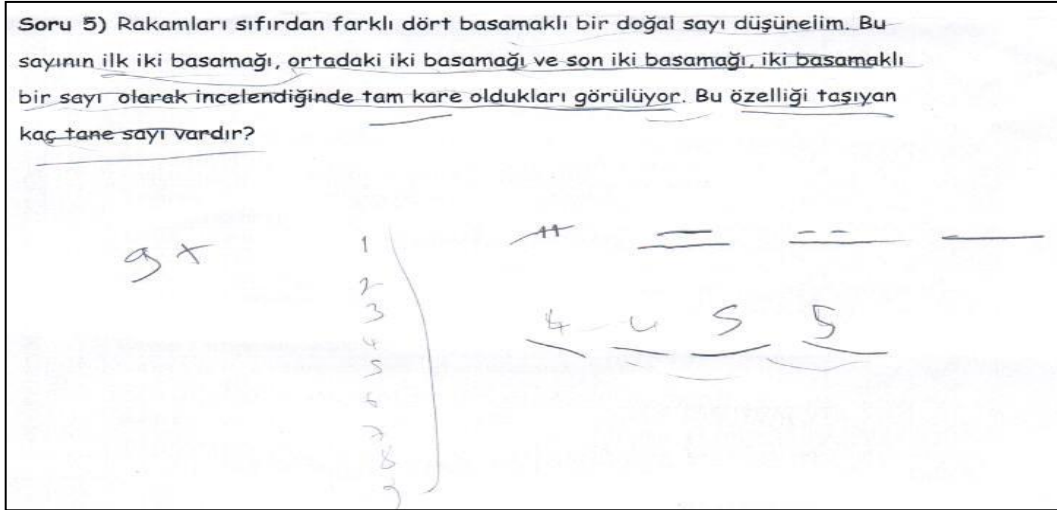 Soru 5) Rakamları sıfırdan farklı dört basamaklı bir doğal sayı düşünelim. Bu
sayının ilk iki basamağı, ortadaki iki basamağı ve son iki basamağı, iki basamaklı
bir sayı olarak incelendiğinde tam kare oldukları görülüyor. Bu özelliği taşıyan
kaç tane sayı vardır?
9 x
1
2
3
4
5
6
7
8
9
4 5 5